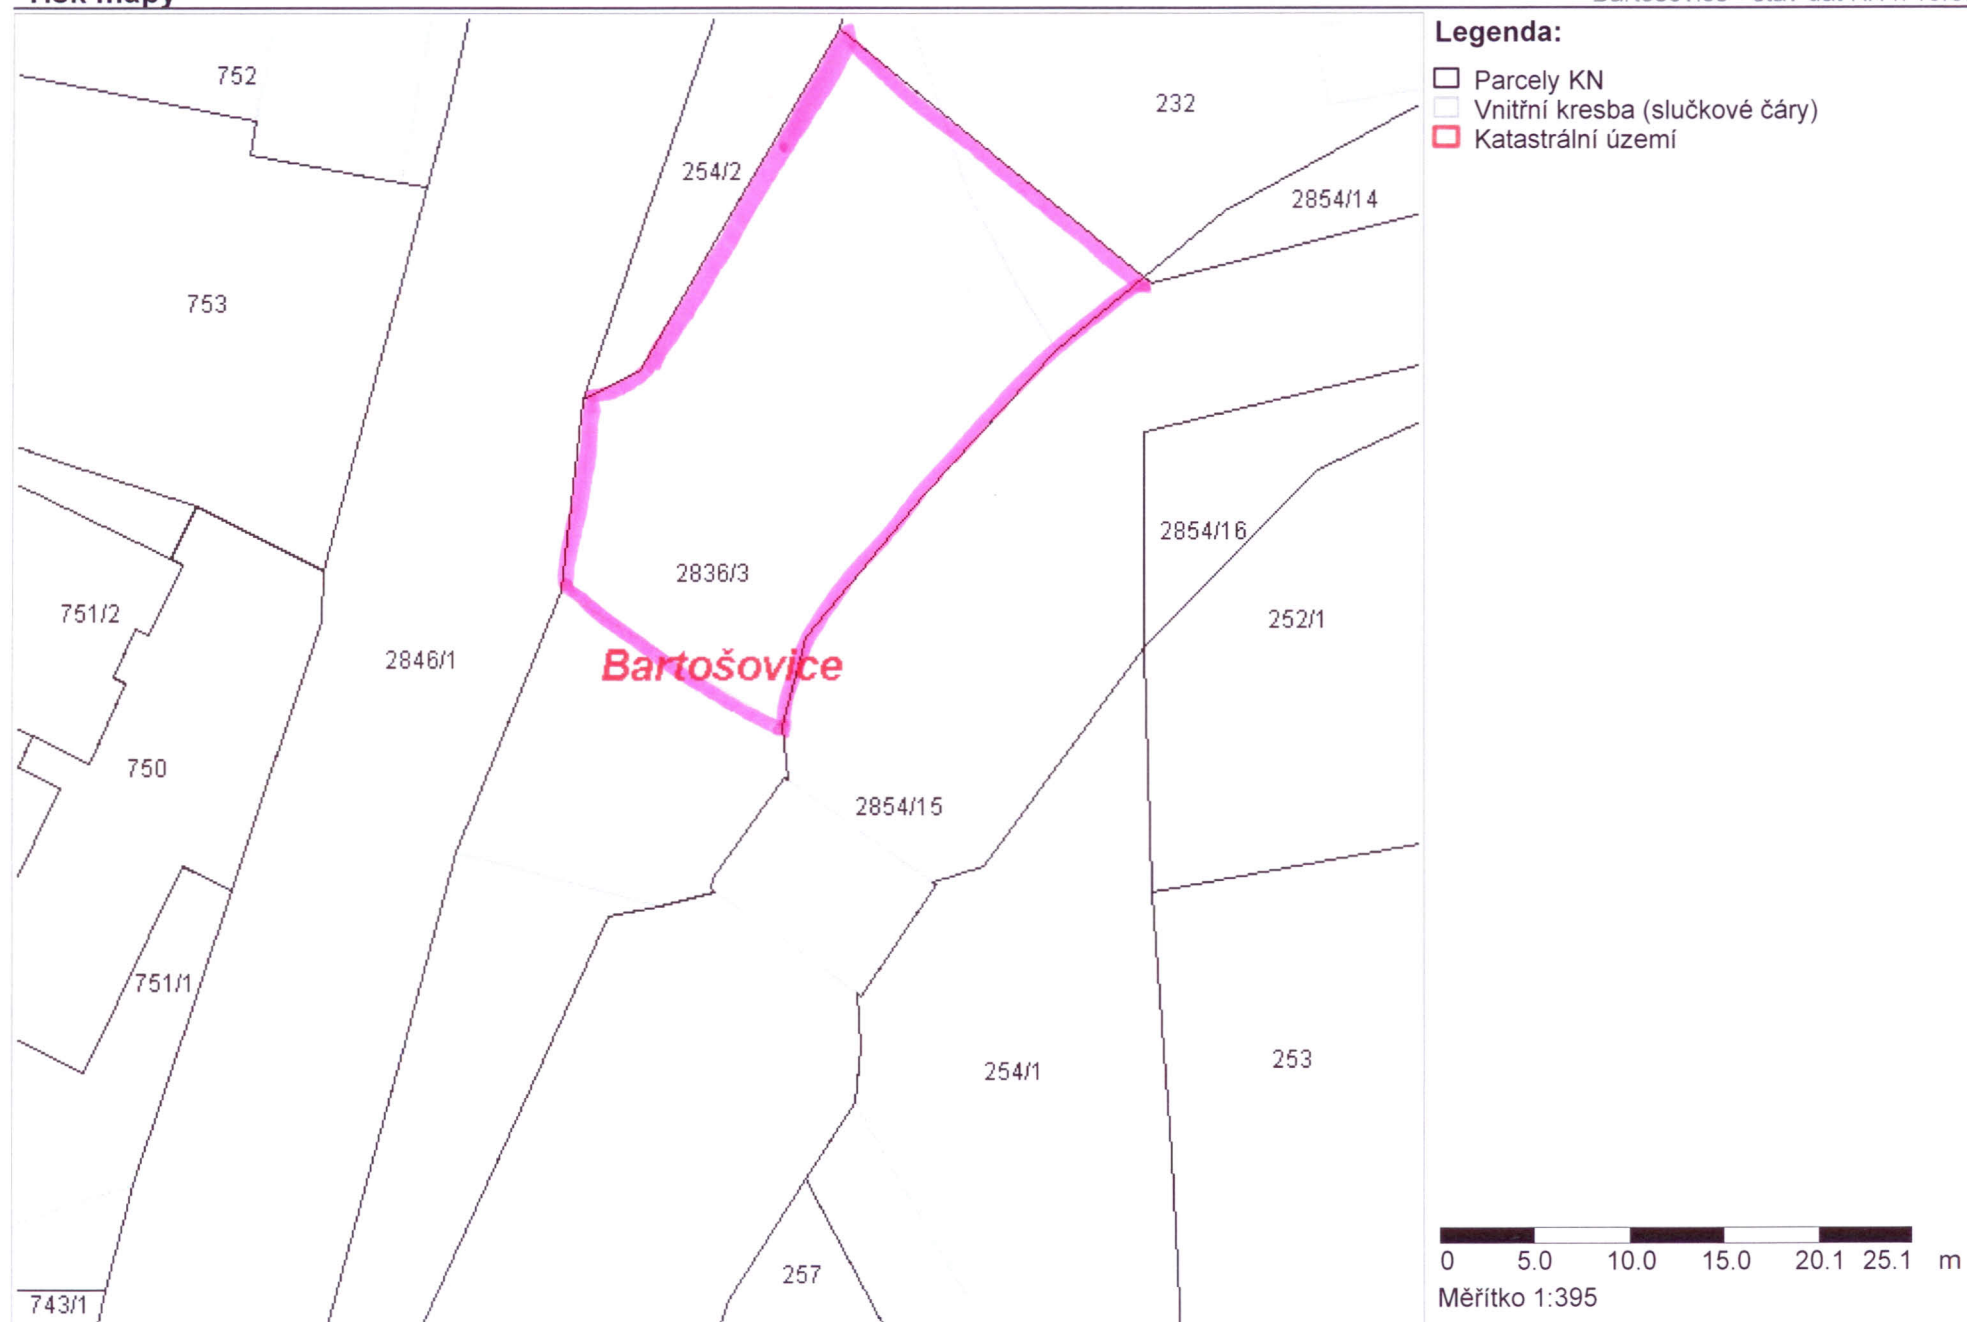 Legenda:
Parcely KN
Vnitřní kresba (slučkové čáry)
Katastrální území
752
232
254/2
2854/14
753
2854/16
2836/3
751/2
252/1
2846/1
Bartošovice
750
2854/15
751/1
254/1
253
257
743/1
0 5.0 10.0 15.0 20.1 25.1 m
Měřítko 1:395